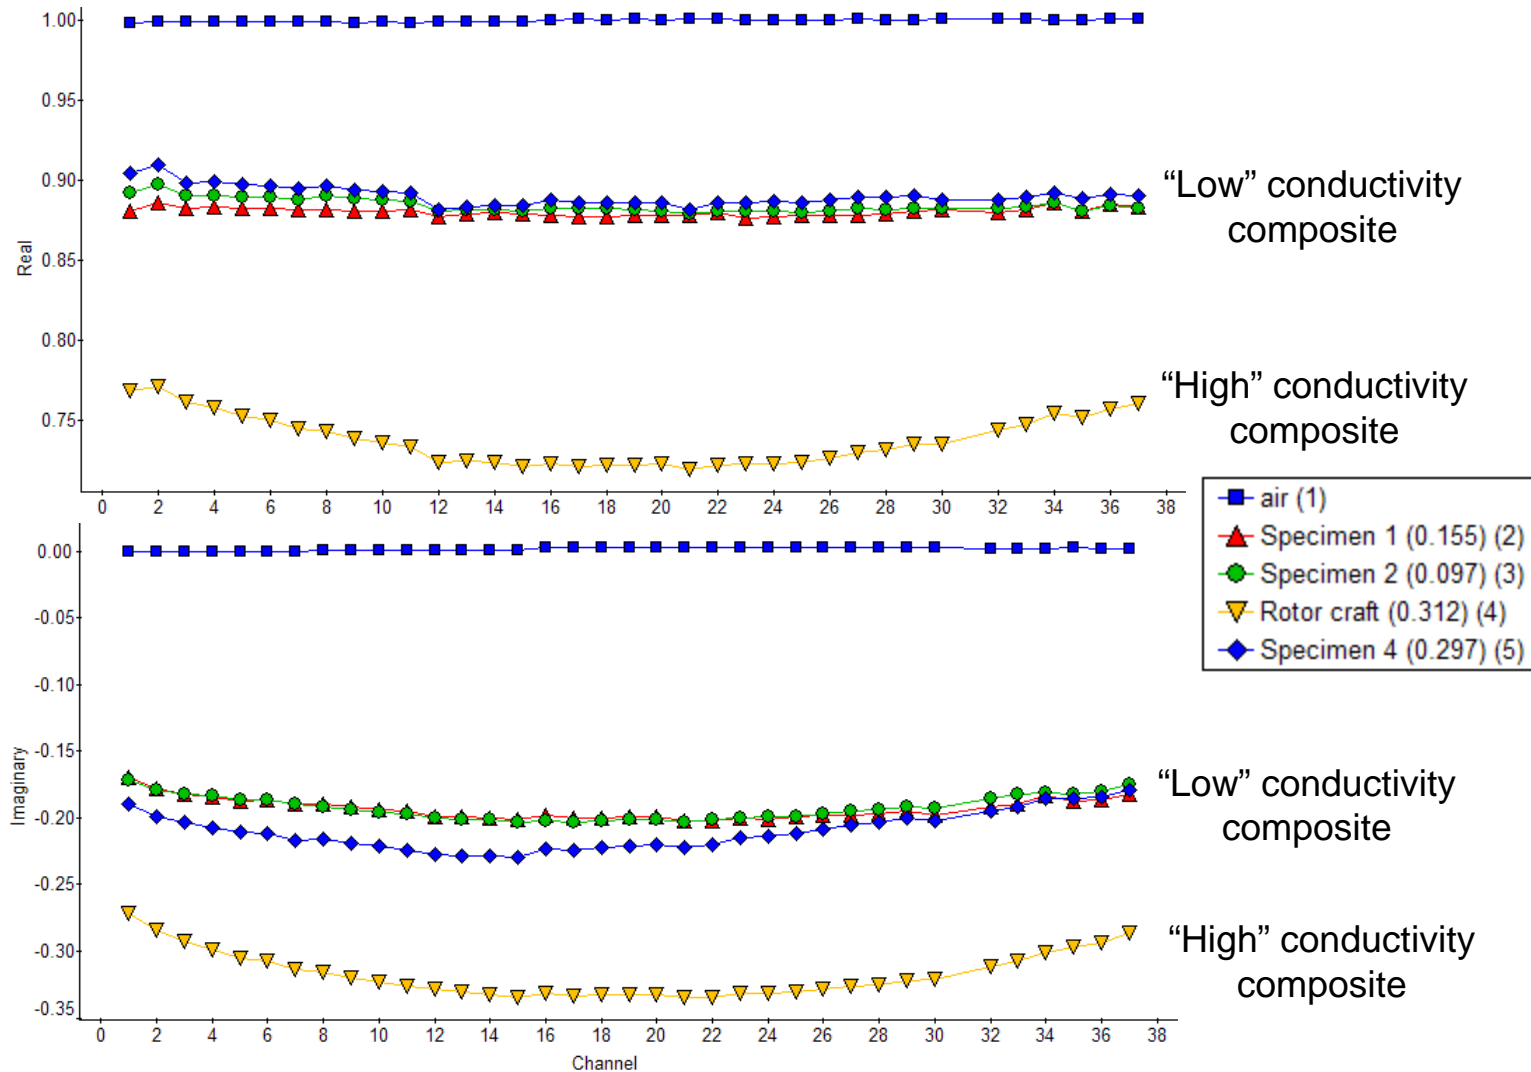 1.00
0.95
0.90
0.85
0.80
0.75
Real
0 2 4 6 8 10 12 14 16 18 20 22 24 26 28 30 32 34 36 38
“Low” conductivity
composite
“High” conductivity
composite
air (1)
Specimen 1 (0.155) (2)
Specimen 2 (0.097) (3)
Rotor craft (0.312) (4)
Specimen 4 (0.297) (5)
0.00
-0.05
-0.10
-0.15
-0.20
-0.25
-0.30
-0.35
Imaginary
0 2 4 6 8 10 12 14 16 18 20 22 24 26 28 30 32 34 36 38
Channel
“Low” conductivity
composite
“High” conductivity
composite